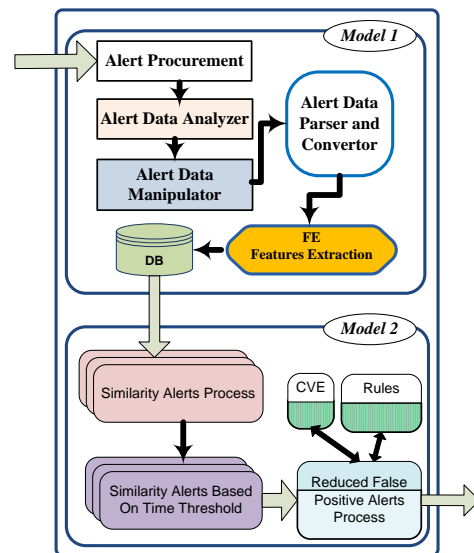 Model 1
Alert Procurement
Alert Data Analyzer
Alert Data
Manipulator
Alert Data
Parser and
Convertor
FE
Features Extraction
DB
Model 2
Similarity Alerts Process
CVE
Rules
Similarity Alerts Based
On Time Threshold
Reduced False
Positive Alerts
Process